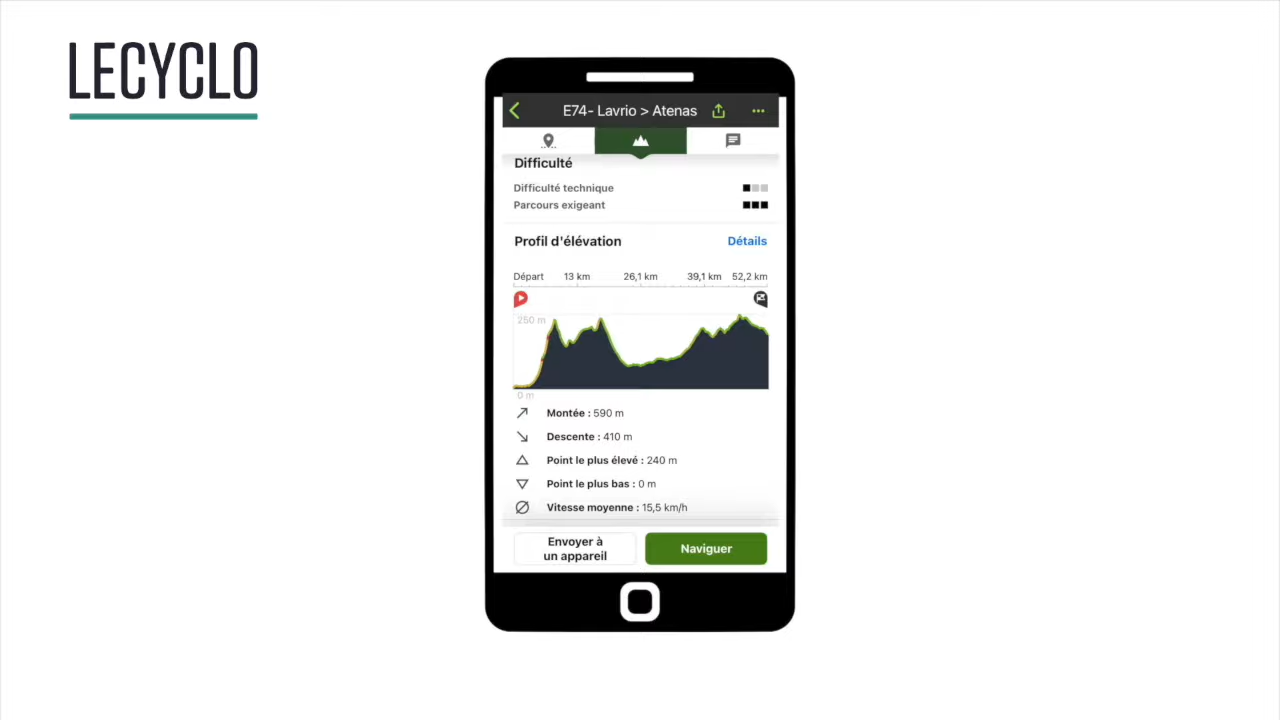 LECYCLO
E74- Lavrio > Atenas
Difficulté
Difficulté technique
Parcours exigeant
Profil d'élévation Détails
Départ 13 km 26,1 km 39,1 km 52,2 km
250 m
0 m
Montée : 590 m
Descente : 410 m
Point le plus élevé : 240 m
Point le plus bas : 0 m
Vitesse moyenne : 15,5 km/h
Envoyer à
un appareil
Naviguer